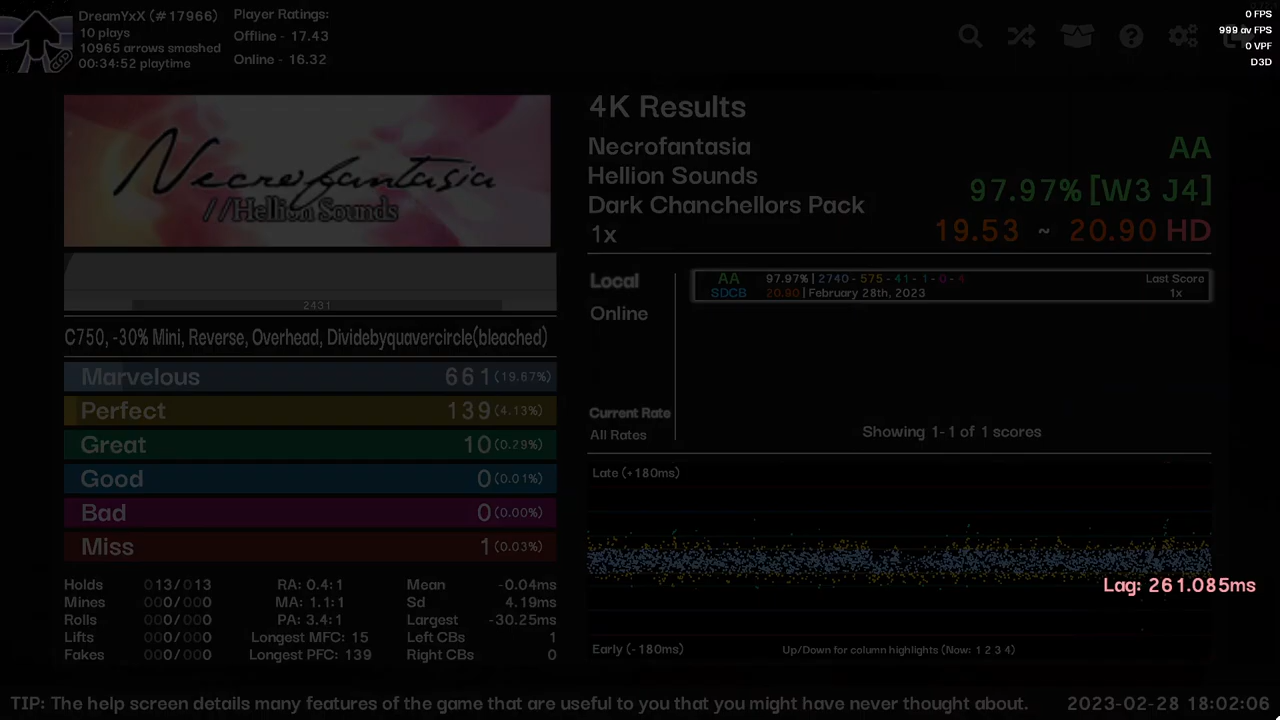 DreamYxX (#17966)
10 plays
10965 arrows smashed
00:34:52 playtime
Player Ratings:
Offline - 17.43
Online - 16.32
0 FPS
999 av FPS
0 VPF
D3D
Necrofantasia
//Hellion Sounds
2431
C750, -30% Mini, Reverse, Overhead, Dividebyquavercircle(bleached)
Marvelous 661(19.67%)
Perfect 139(4.13%)
Great 10(0.29%)
Good 0(0.01%)
Bad 0(0.00%)
Miss 1(0.03%)
Holds 013/013 RA: 0.4:1 Mean -0.04ms
Mines 000/000 MA: 1.1:1 Sd 4.19ms
Rolls 000/000 PA: 3.4:1 Largest -30.25ms
Lifts 000/000 Longest MFC: 15 Left CBs 1
Fakes 000/000 Longest PFC: 139 Right CBs 0
4K Results
Necrofantasia AA
Hellion Sounds 97.97% [W3 J4]
Dark Chanchellors Pack
1x 19.53 ~ 20.90 HD
Local
Online
AA 97.97% | 2740 - 575 - 41 - 1 - 0 - 4 Last Score
SDCB 20.90 | February 28th, 2023 1x
Current Rate
All Rates
Showing 1-1 of 1 scores
Late (+180ms)
Lag: 261.085ms
Early (-180ms) Up/Down for column highlights (Now: 1 2 3 4)
TIP: The help screen details many features of the game that are useful to you that you might have never thought about. 2023-02-28 18:02:06